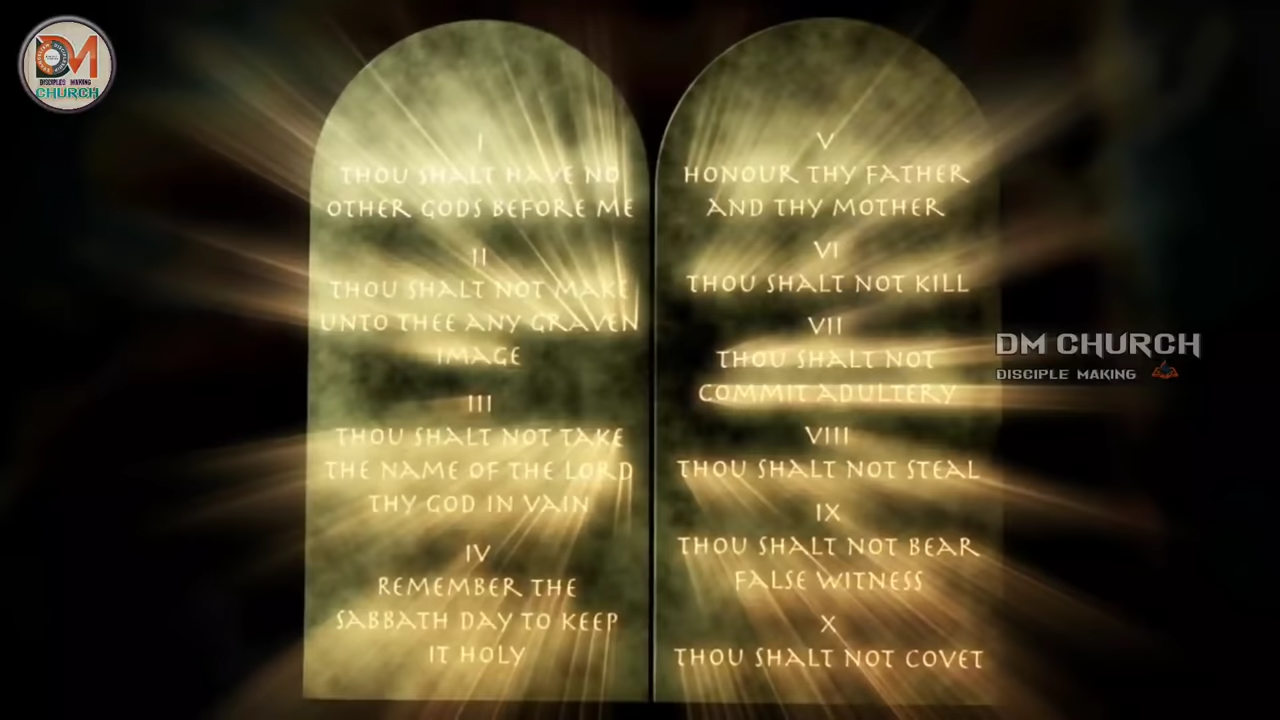 DM
DISCIPLES MAKING
CHURCH
I
THOU SHALT HAVE NO
OTHER GODS BEFORE ME
II
THOU SHALT NOT MAKE
UNTO THEE ANY GRAVEN
IMAGE
III
THOU SHALT NOT TAKE
THE NAME OF THE LORD
THY GOD IN VAIN
IV
REMEMBER THE
SABBATH DAY TO KEEP
IT HOLY
V
HONOUR THY FATHER
AND THY MOTHER
VI
THOU SHALT NOT KILL
VII
THOU SHALT NOT
COMMIT ADULTERY
VIII
THOU SHALT NOT STEAL
IX
THOU SHALT NOT BEAR
FALSE WITNESS
X
THOU SHALT NOT COVET
DM CHURCH
DISCIPLE MAKING